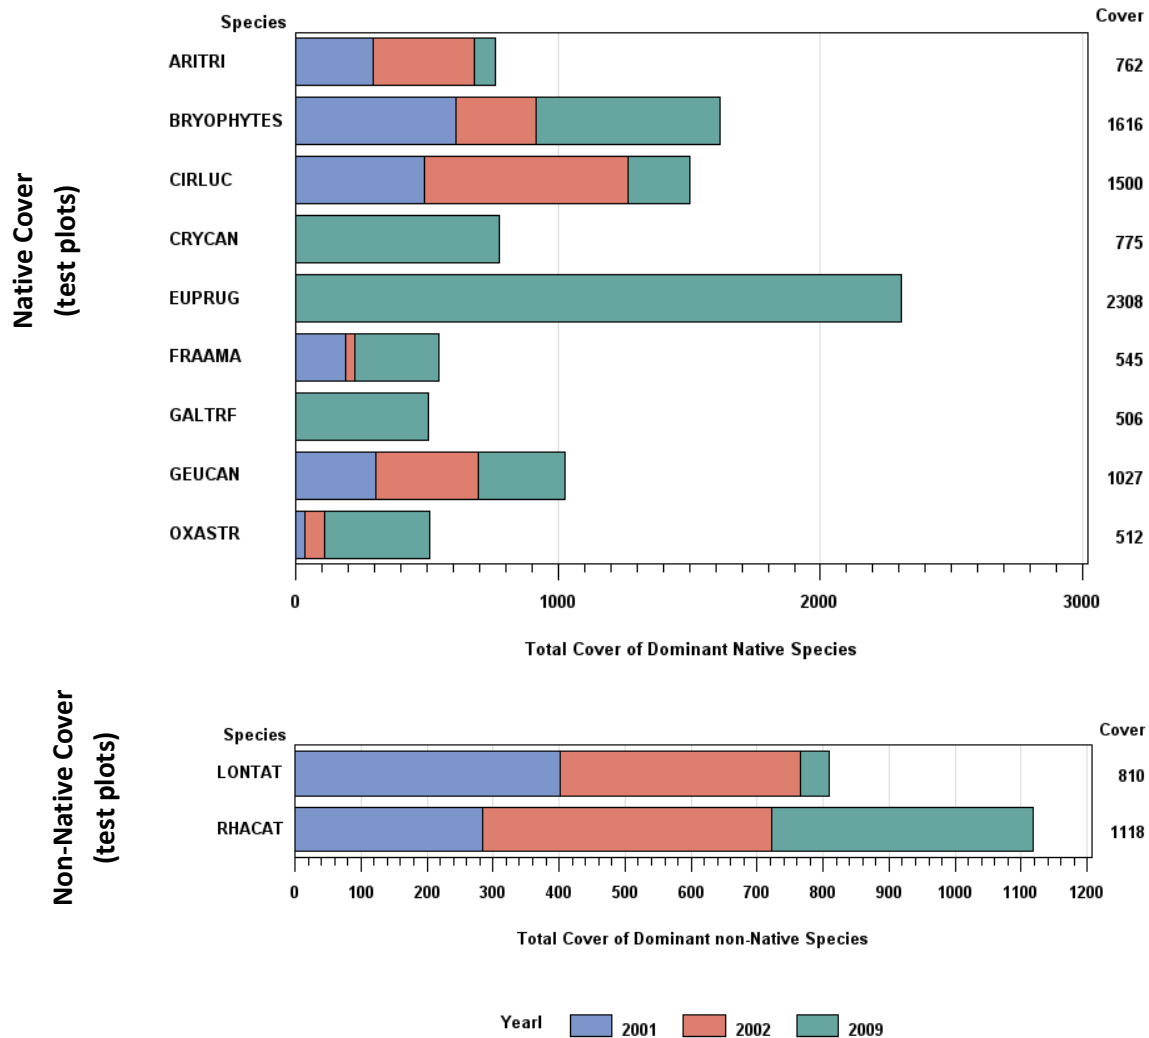 Species
Cover
Native Cover
(test plots)
ARITRI 762
BRYOPHYTES 1616
CIRLUC 1500
CRYCAN 775
EUPRUG 2308
FRAAMA 545
GALTRF 506
GEUCAN 1027
OXASTR 512
0 1000 2000 3000
Total Cover of Dominant Native Species
Non-Native Cover
(test plots)
Species Cover
LONTAT 810
RHACAT 1118
0 100 200 300 400 500 600 700 800 900 1000 1100 1200
Total Cover of Dominant non-Native Species
Yearl 2001 2002 2009